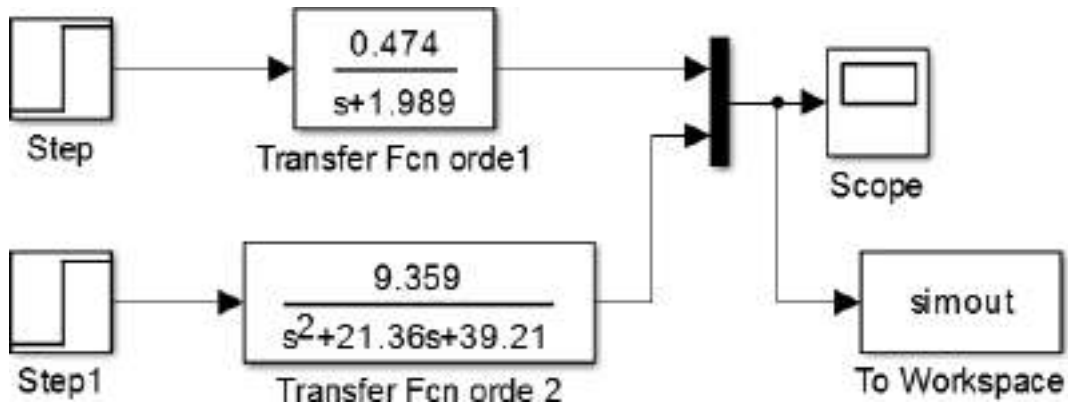 0.474
s+1.989
Step
Transfer Fcn orde1
Scope
9.359
s²+21.36s+39.21
simout
Step1
Transfer Fcn orde 2
To Workspace